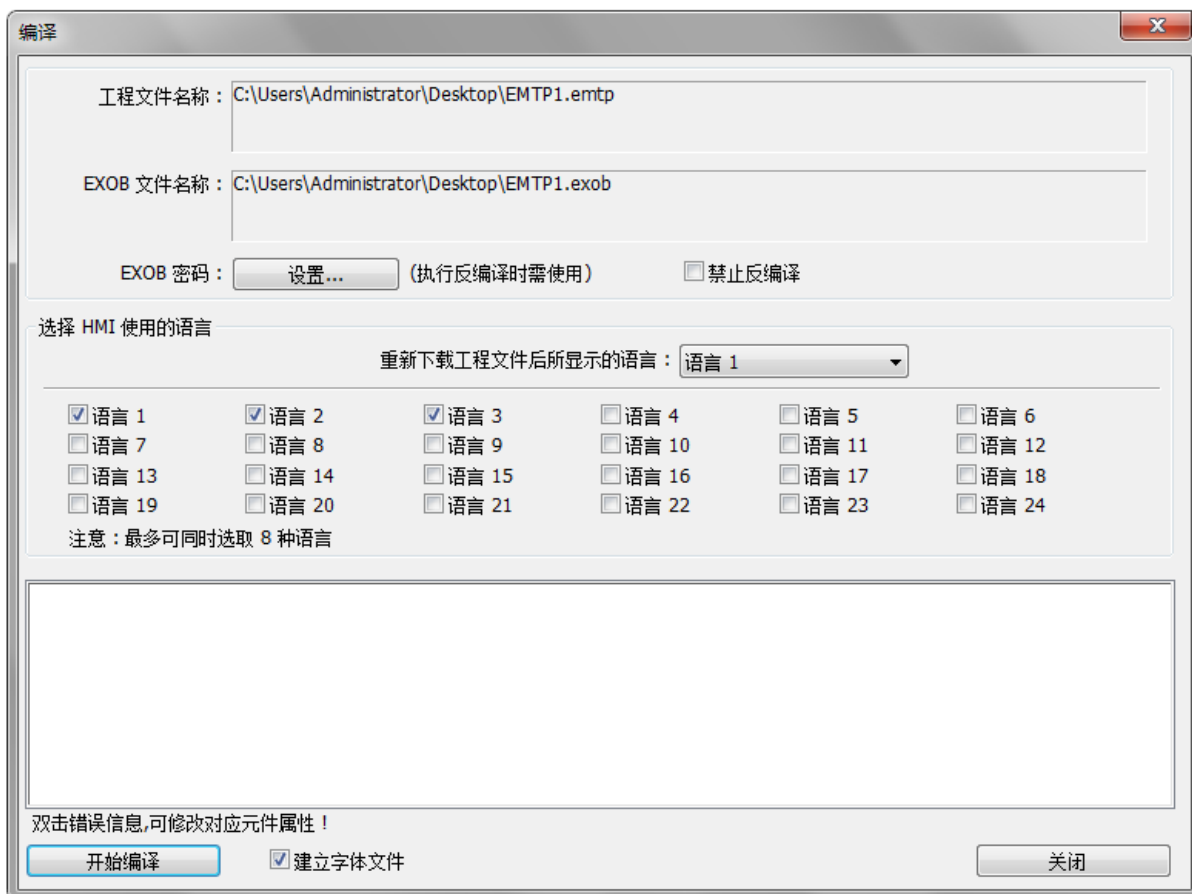 编译
工程文件名称：C:\Users\Administrator\Desktop\EMTP1.emtp
EXOB 文件名称：C:\Users\Administrator\Desktop\EMTP1.exob
EXOB 密码： 设置... (执行反编译时需使用) 禁止反编译
选择 HMI 使用的语言
重新下载工程文件后所显示的语言： 语言 1
语言 1 语言 2 语言 3 语言 4 语言 5 语言 6
语言 7 语言 8 语言 9 语言 10 语言 11 语言 12
语言 13 语言 14 语言 15 语言 16 语言 17 语言 18
语言 19 语言 20 语言 21 语言 22 语言 23 语言 24
注意：最多可同时选取 8 种语言
双击错误信息,可修改对应元件属性！
开始编译 建立字体文件 关闭